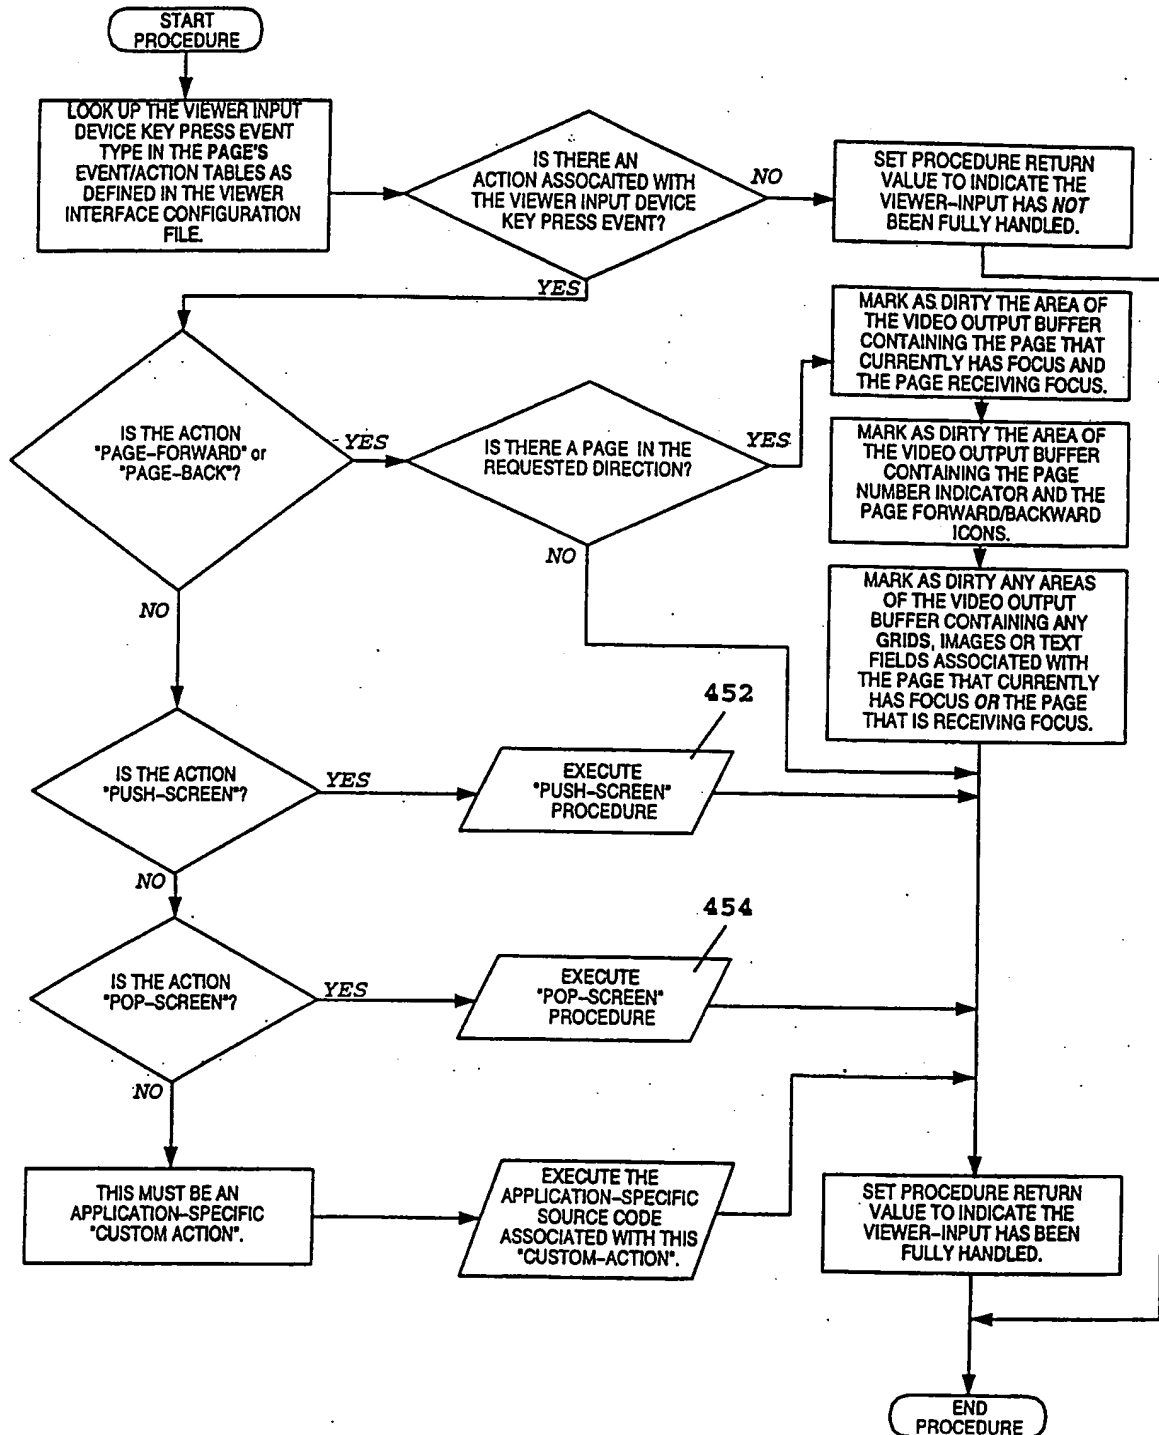 START
PROCEDURE
LOOK UP THE VIEWER INPUT
DEVICE KEY PRESS EVENT
TYPE IN THE PAGE'S
EVENT/ACTION TABLES AS
DEFINED IN THE VIEWER
INTERFACE CONFIGURATION
FILE.
IS THERE AN
ACTION ASSOCAITED WITH
THE VIEWER INPUT DEVICE
KEY PRESS EVENT?
NO
SET PROCEDURE RETURN
VALUE TO INDICATE THE
VIEWER-INPUT HAS NOT
BEEN FULLY HANDLED.
YES
IS THE ACTION
"PAGE-FORWARD" or
"PAGE-BACK"?
YES
IS THERE A PAGE IN THE
REQUESTED DIRECTION?
YES
MARK AS DIRTY THE AREA OF
THE VIDEO OUTPUT BUFFER
CONTAINING THE PAGE THAT
CURRENTLY HAS FOCUS AND
THE PAGE RECEIVING FOCUS.
MARK AS DIRTY THE AREA OF
THE VIDEO OUTPUT BUFFER
CONTAINING THE PAGE
NUMBER INDICATOR AND THE
PAGE FORWARD/BACKWARD
ICONS.
NO
NO
MARK AS DIRTY ANY AREAS
OF THE VIDEO OUTPUT
BUFFER CONTAINING ANY
GRIDS, IMAGES OR TEXT
FIELDS ASSOCIATED WITH
THE PAGE THAT CURRENTLY
HAS FOCUS OR THE PAGE
THAT IS RECEIVING FOCUS.
IS THE ACTION
"PUSH-SCREEN"?
YES
452
EXECUTE
"PUSH-SCREEN"
PROCEDURE
NO
IS THE ACTION
"POP-SCREEN"?
YES
454
EXECUTE
"POP-SCREEN"
PROCEDURE
NO
THIS MUST BE AN
APPLICATION-SPECIFIC
"CUSTOM ACTION".
EXECUTE THE
APPLICATION-SPECIFIC
SOURCE CODE
ASSOCIATED WITH THIS
"CUSTOM-ACTION".
SET PROCEDURE RETURN
VALUE TO INDICATE THE
VIEWER-INPUT HAS BEEN
FULLY HANDLED.
END
PROCEDURE